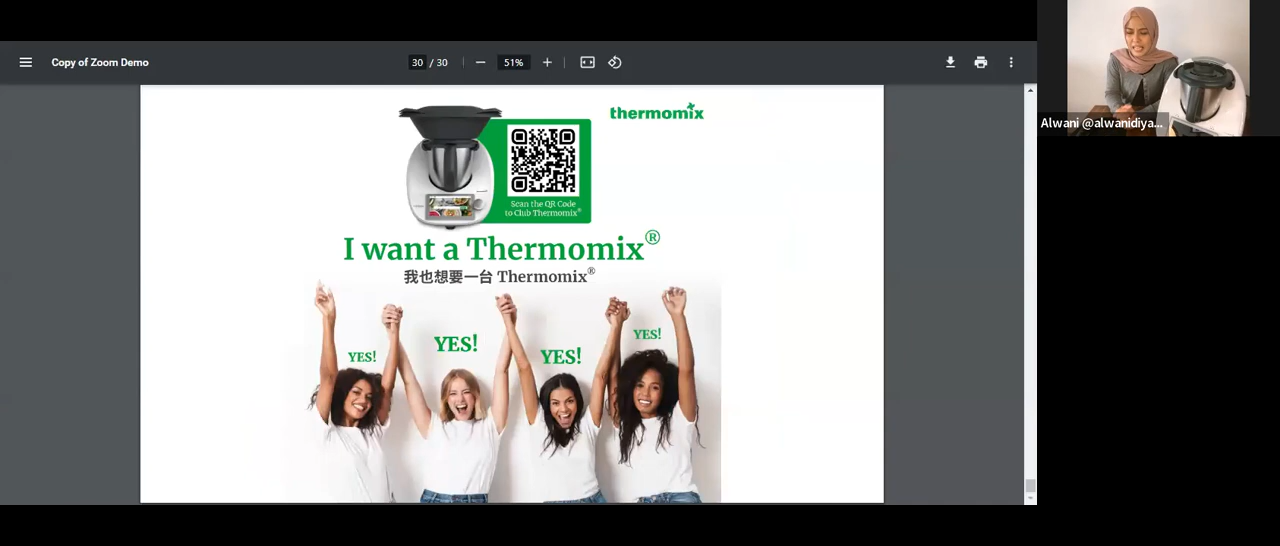 Copy of Zoom Demo
30 / 30
51%
Alwani @alwanidiya...
thermomix
Scan the QR Code
to Club Thermomix®
I want a Thermomix®
我也想要一台 Thermomix®
YES!
YES!
YES!
YES!